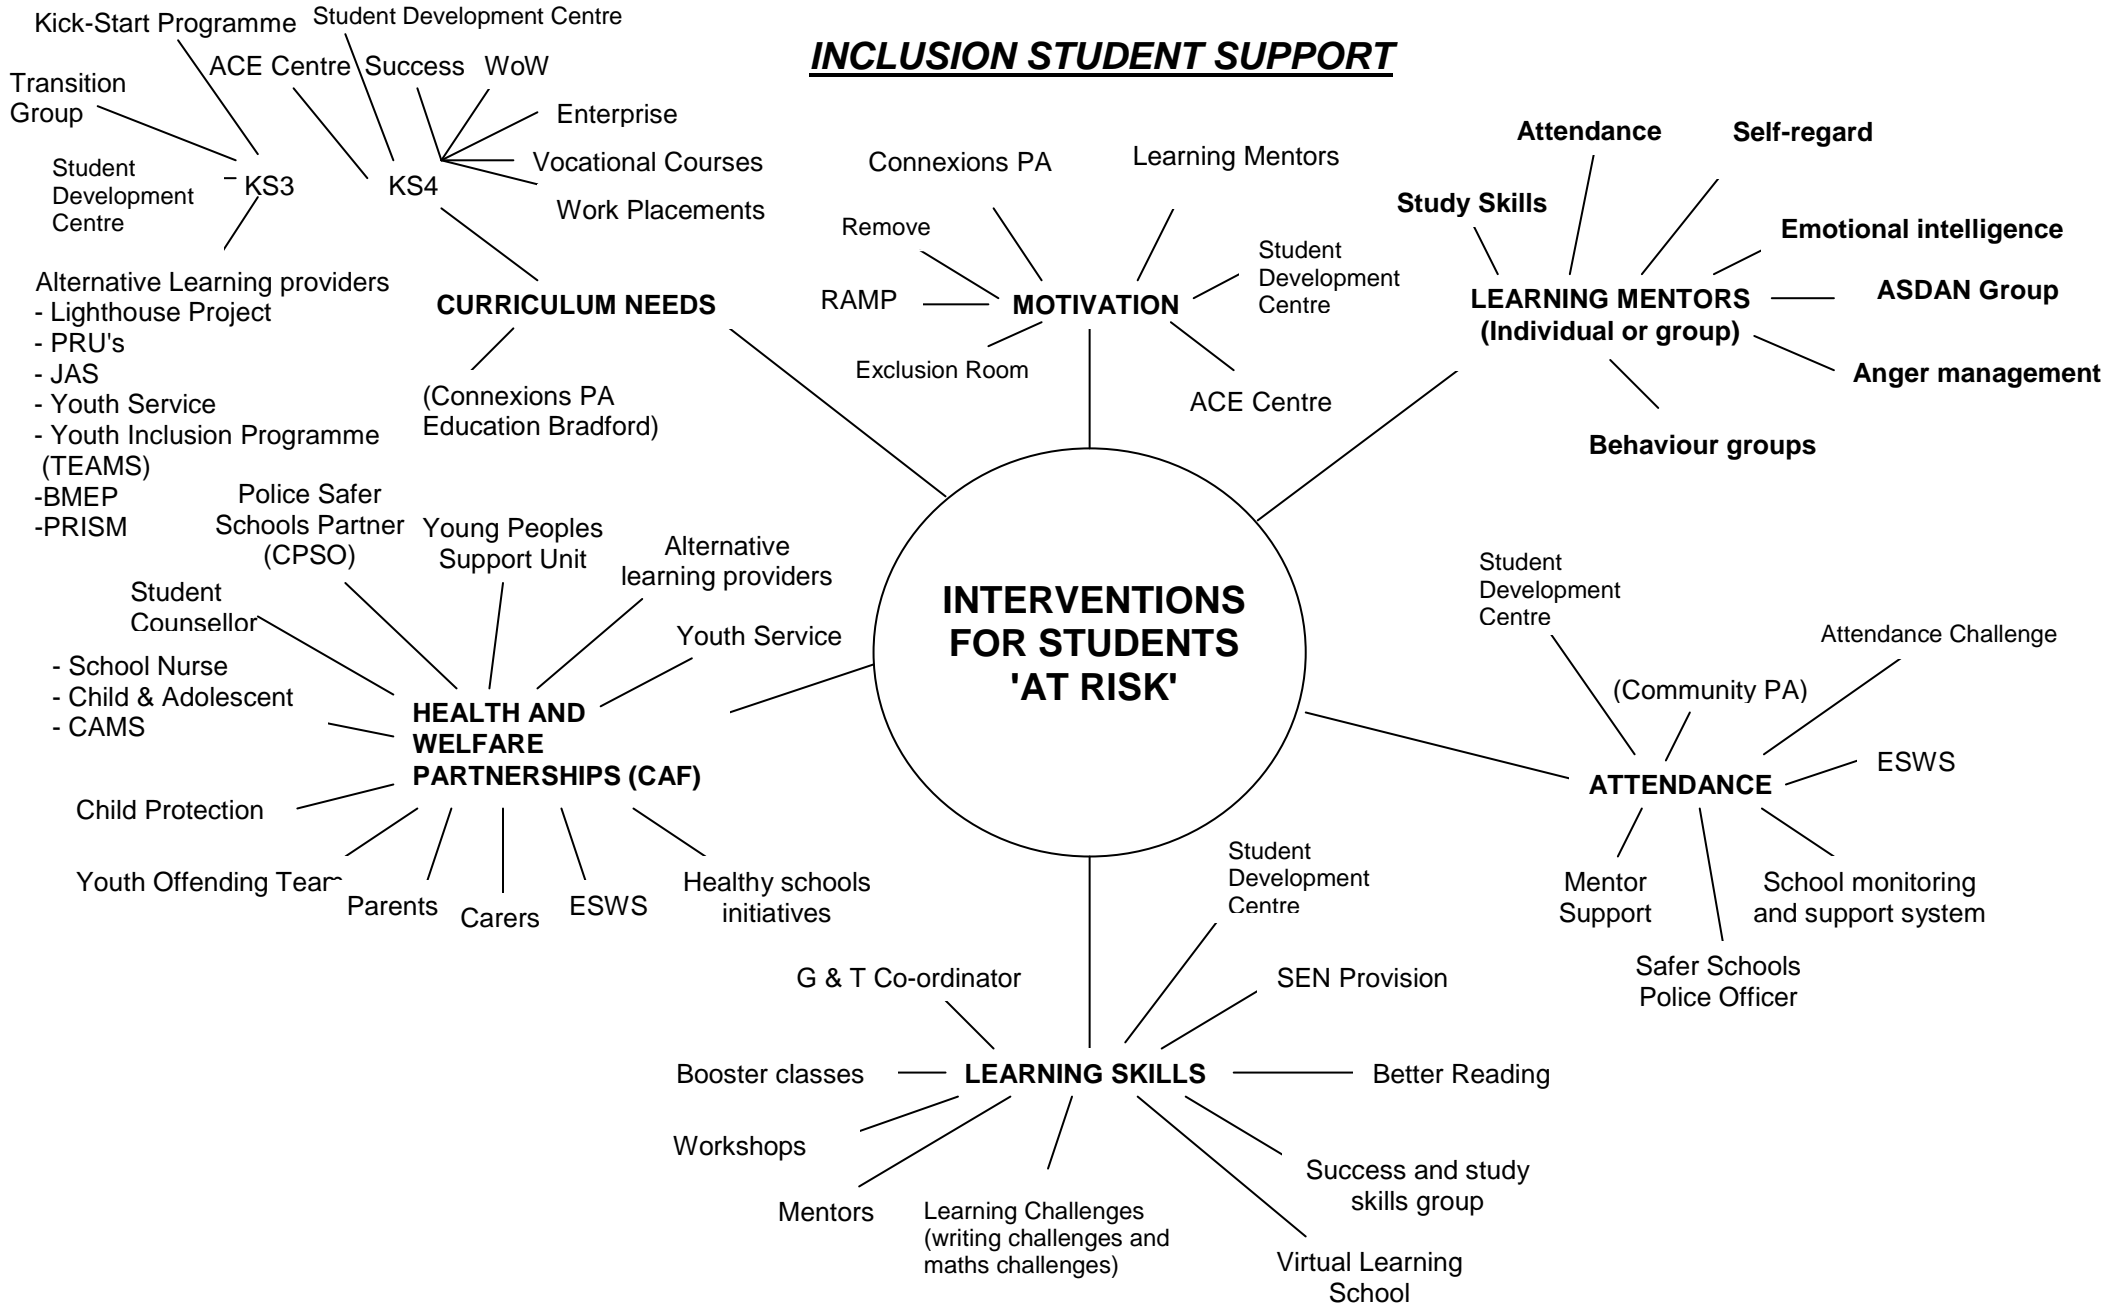 INCLUSION STUDENT SUPPORT
Kick-Start Programme
Student Development Centre
ACE Centre
Success
WoW
Transition
Group
Enterprise
Student
Development
Centre
KS3
KS4
Vocational Courses
Work Placements
Alternative Learning providers
- Lighthouse Project
- PRU's
- JAS
- Youth Service
- Youth Inclusion Programme
(TEAMS)
-BMEP
-PRISM
CURRICULUM NEEDS
(Connexions PA
Education Bradford)
Connexions PA
Learning Mentors
Remove
RAMP
MOTIVATION
Student
Development
Centre
Exclusion Room
ACE Centre
Attendance
Self-regard
Study Skills
Emotional intelligence
LEARNING MENTORS
(Individual or group)
ASDAN Group
Anger management
Behaviour groups
INTERVENTIONS
FOR STUDENTS
'AT RISK'
Police Safer
Schools Partner
(CPSO)
Young Peoples
Support Unit
Alternative
learning providers
Student
Counsellor
Youth Service
- School Nurse
- Child & Adolescent
- CAMS
HEALTH AND
WELFARE
PARTNERSHIPS (CAF)
Child Protection
Youth Offending Team
Parents
Carers
ESWS
Healthy schools
initiatives
Student
Development
Centre
Attendance Challenge
(Community PA)
ESWS
ATTENDANCE
Mentor
Support
School monitoring
and support system
Safer Schools
Police Officer
Student
Development
Centre
G & T Co-ordinator
SEN Provision
Booster classes
LEARNING SKILLS
Better Reading
Workshops
Mentors
Learning Challenges
(writing challenges and
maths challenges)
Success and study
skills group
Virtual Learning
School